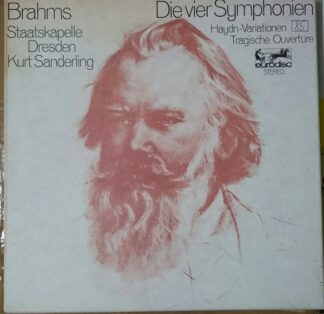 Brahms
Staatskapelle
Dresden
Kurt Sanderling
Die vier Symphonien
Haydn-Variationen
Tragische Ouvertüre
eurodisc
STEREO